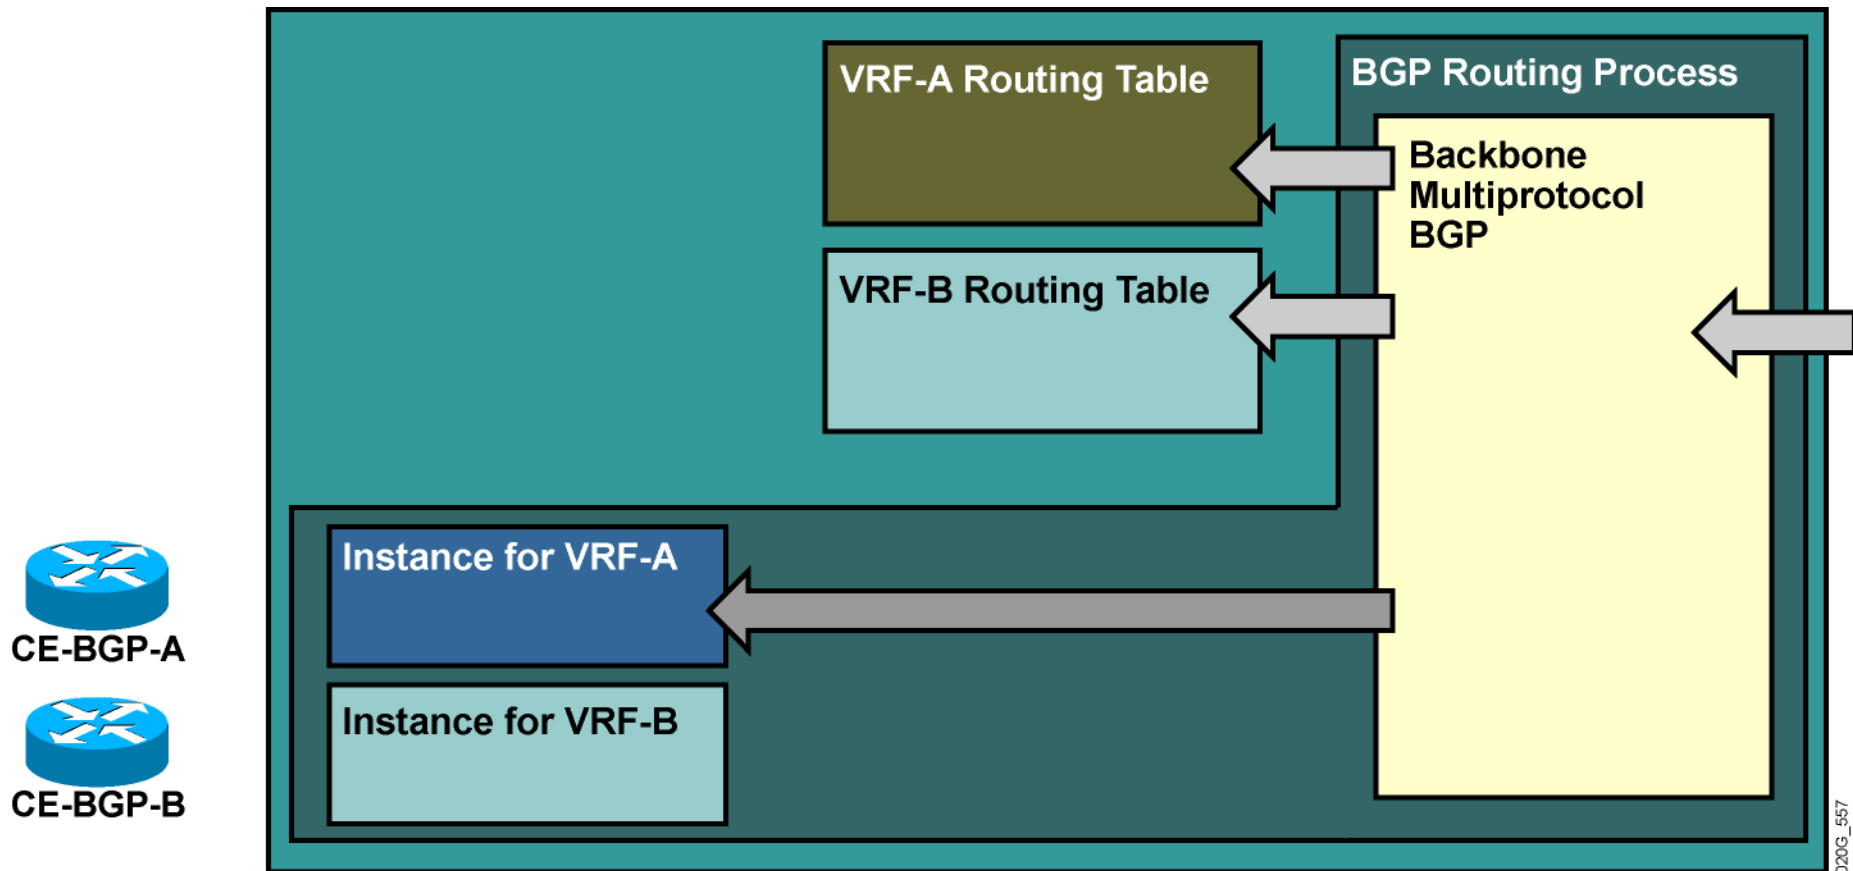 VRF-A Routing Table
BGP Routing Process
Backbone
Multiprotocol
BGP
VRF-B Routing Table
Instance for VRF-A
CE-BGP-A
Instance for VRF-B
CE-BGP-B
020G_557